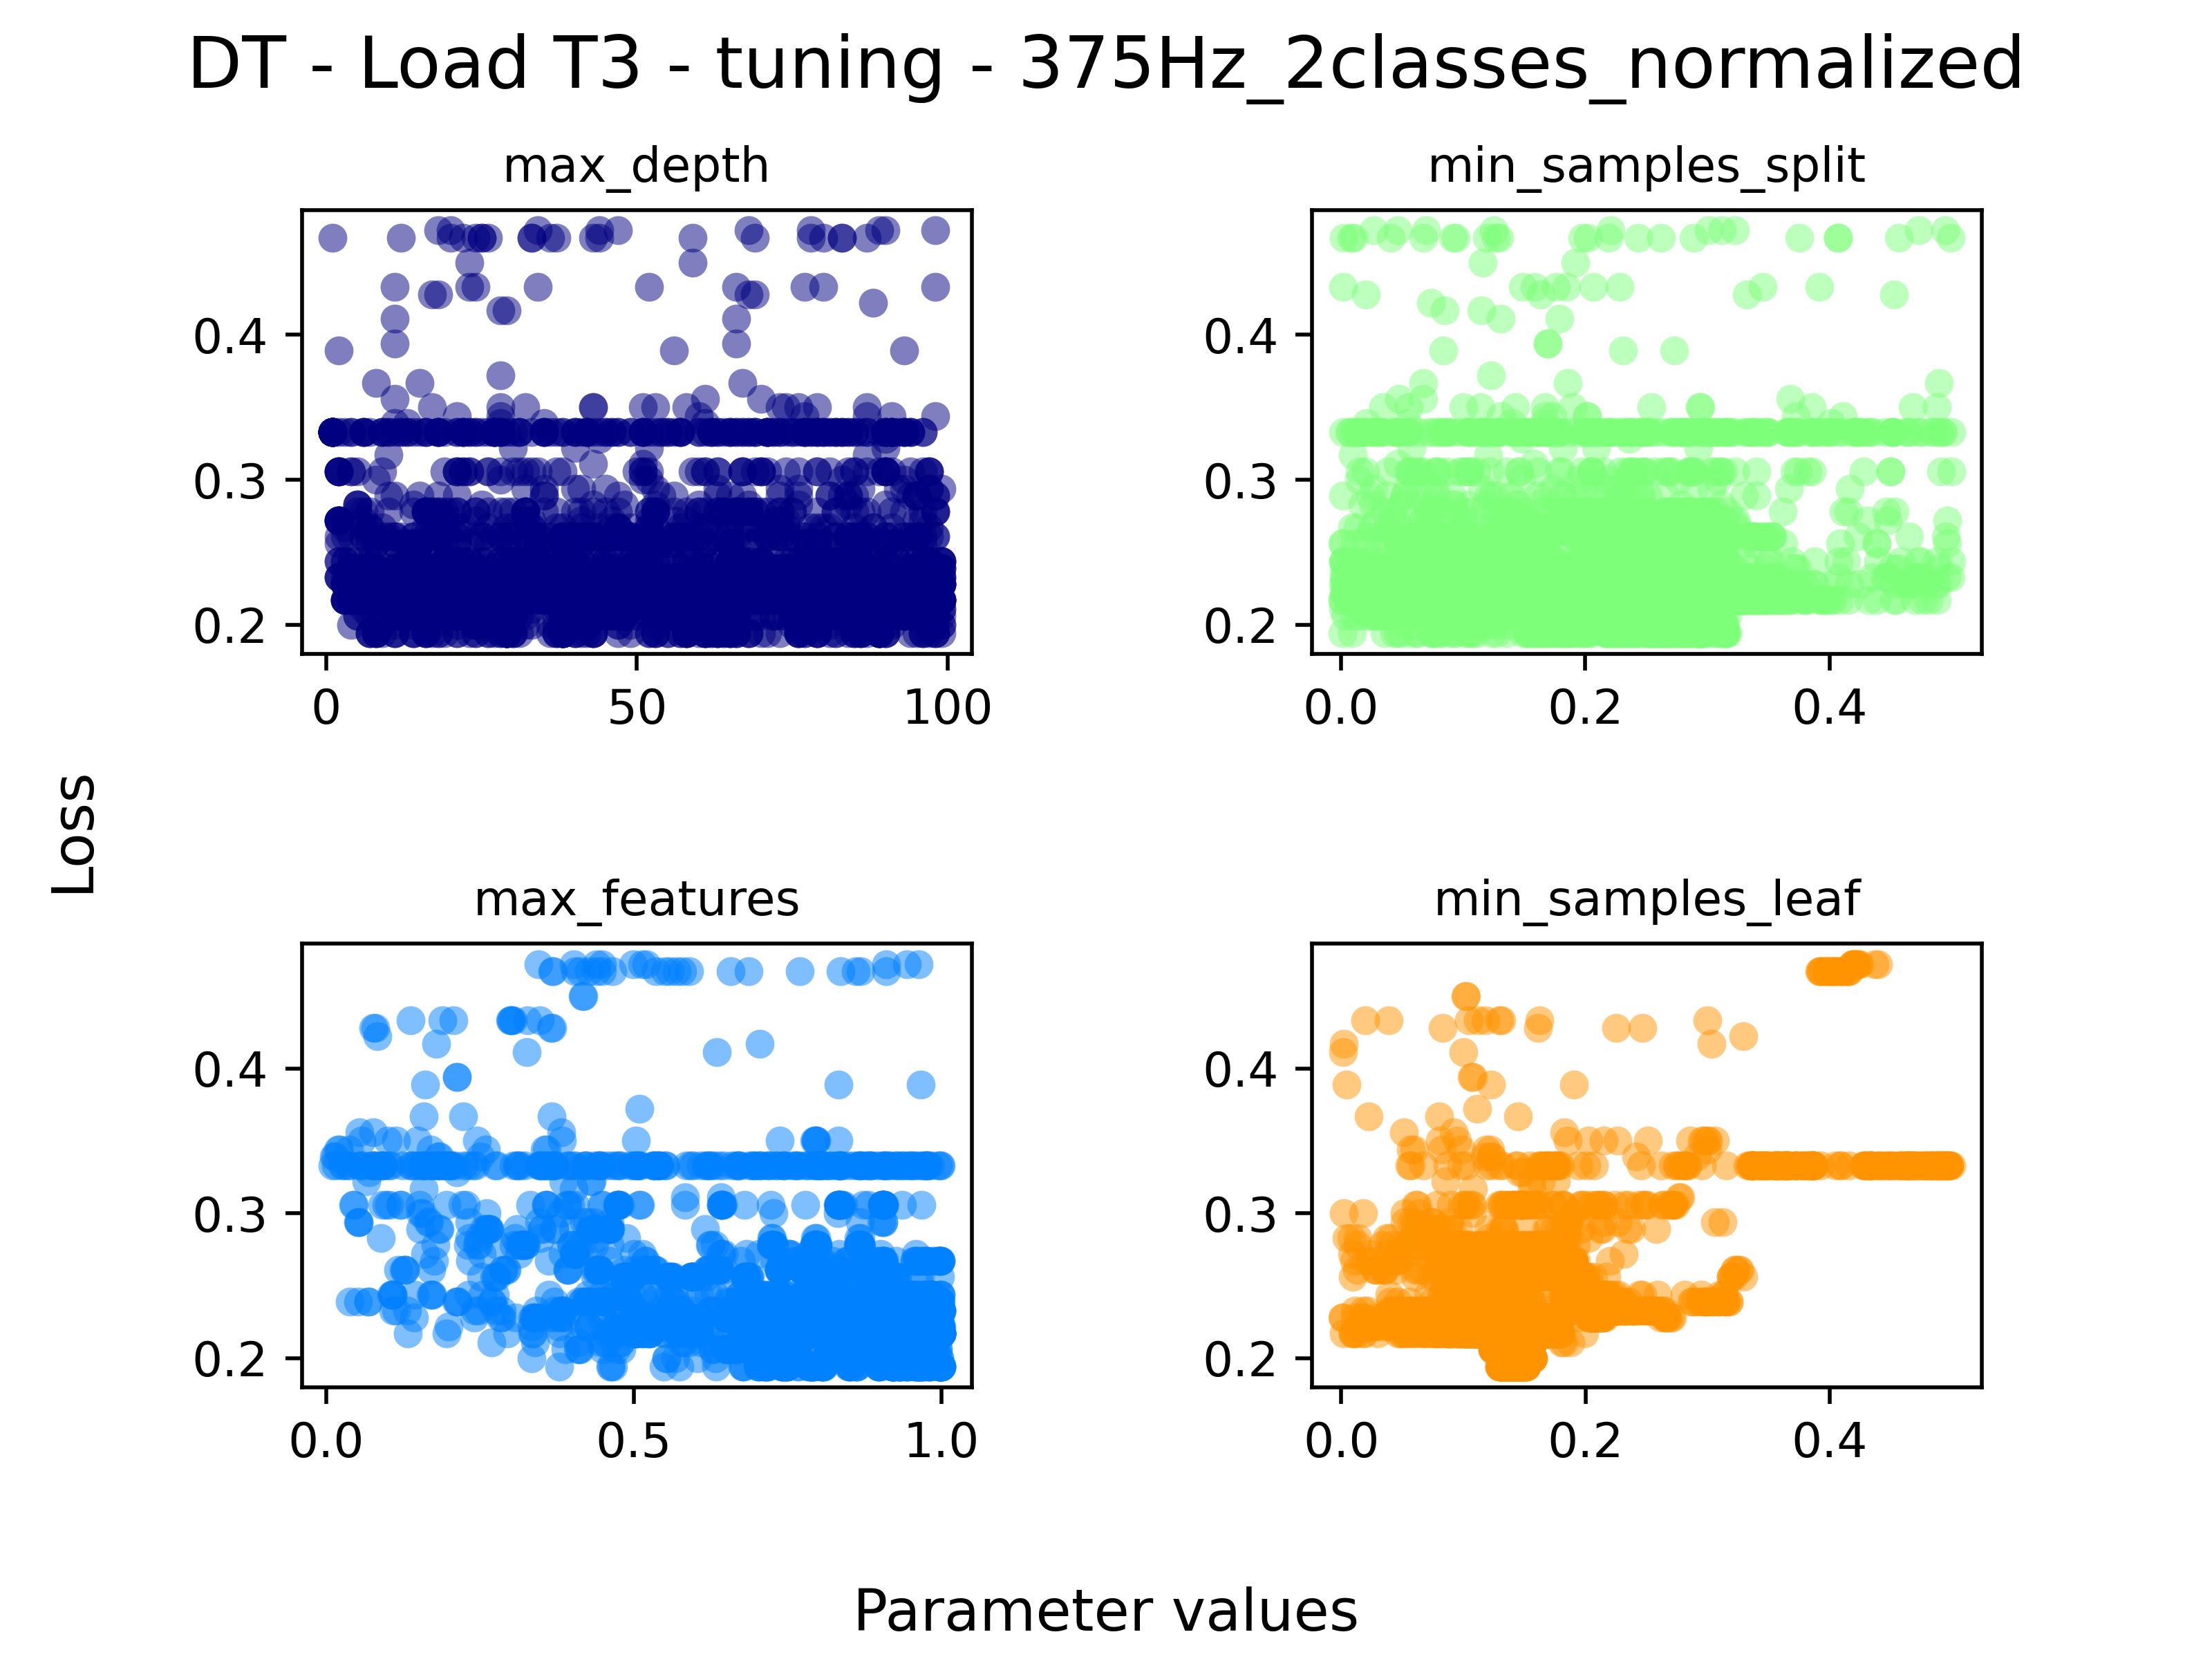 DT - Load T3 - tuning - 375Hz_2classes_normalized
max_depth
0.4
0.3
0.2
0 50 100
min_samples_split
0.4
0.3
0.2
0.0 0.2 0.4
Loss
max_features
0.4
0.3
0.2
0.0 0.5 1.0
min_samples_leaf
0.4
0.3
0.2
0.0 0.2 0.4
Parameter values